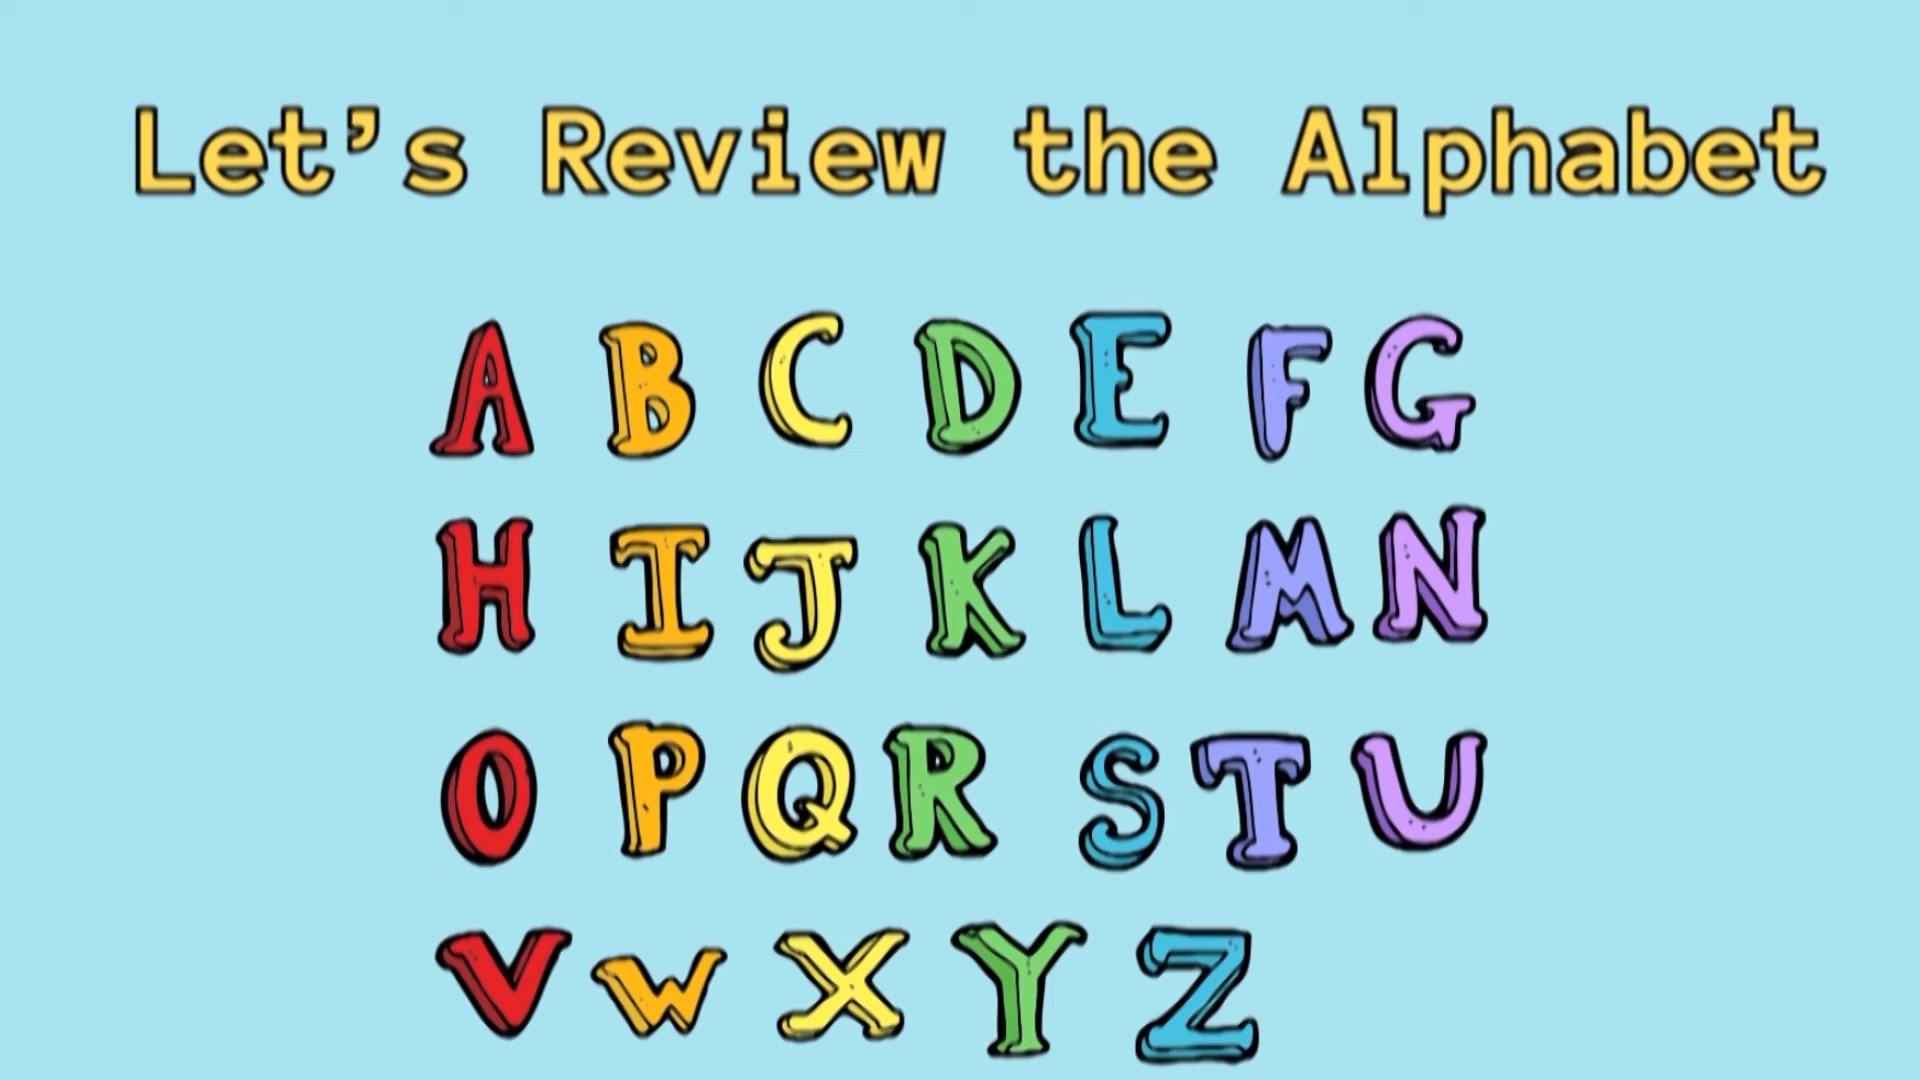 Let's Review the Alphabet
A B C D E F G
H I J K L M N
O P Q R S T U
V W X Y Z